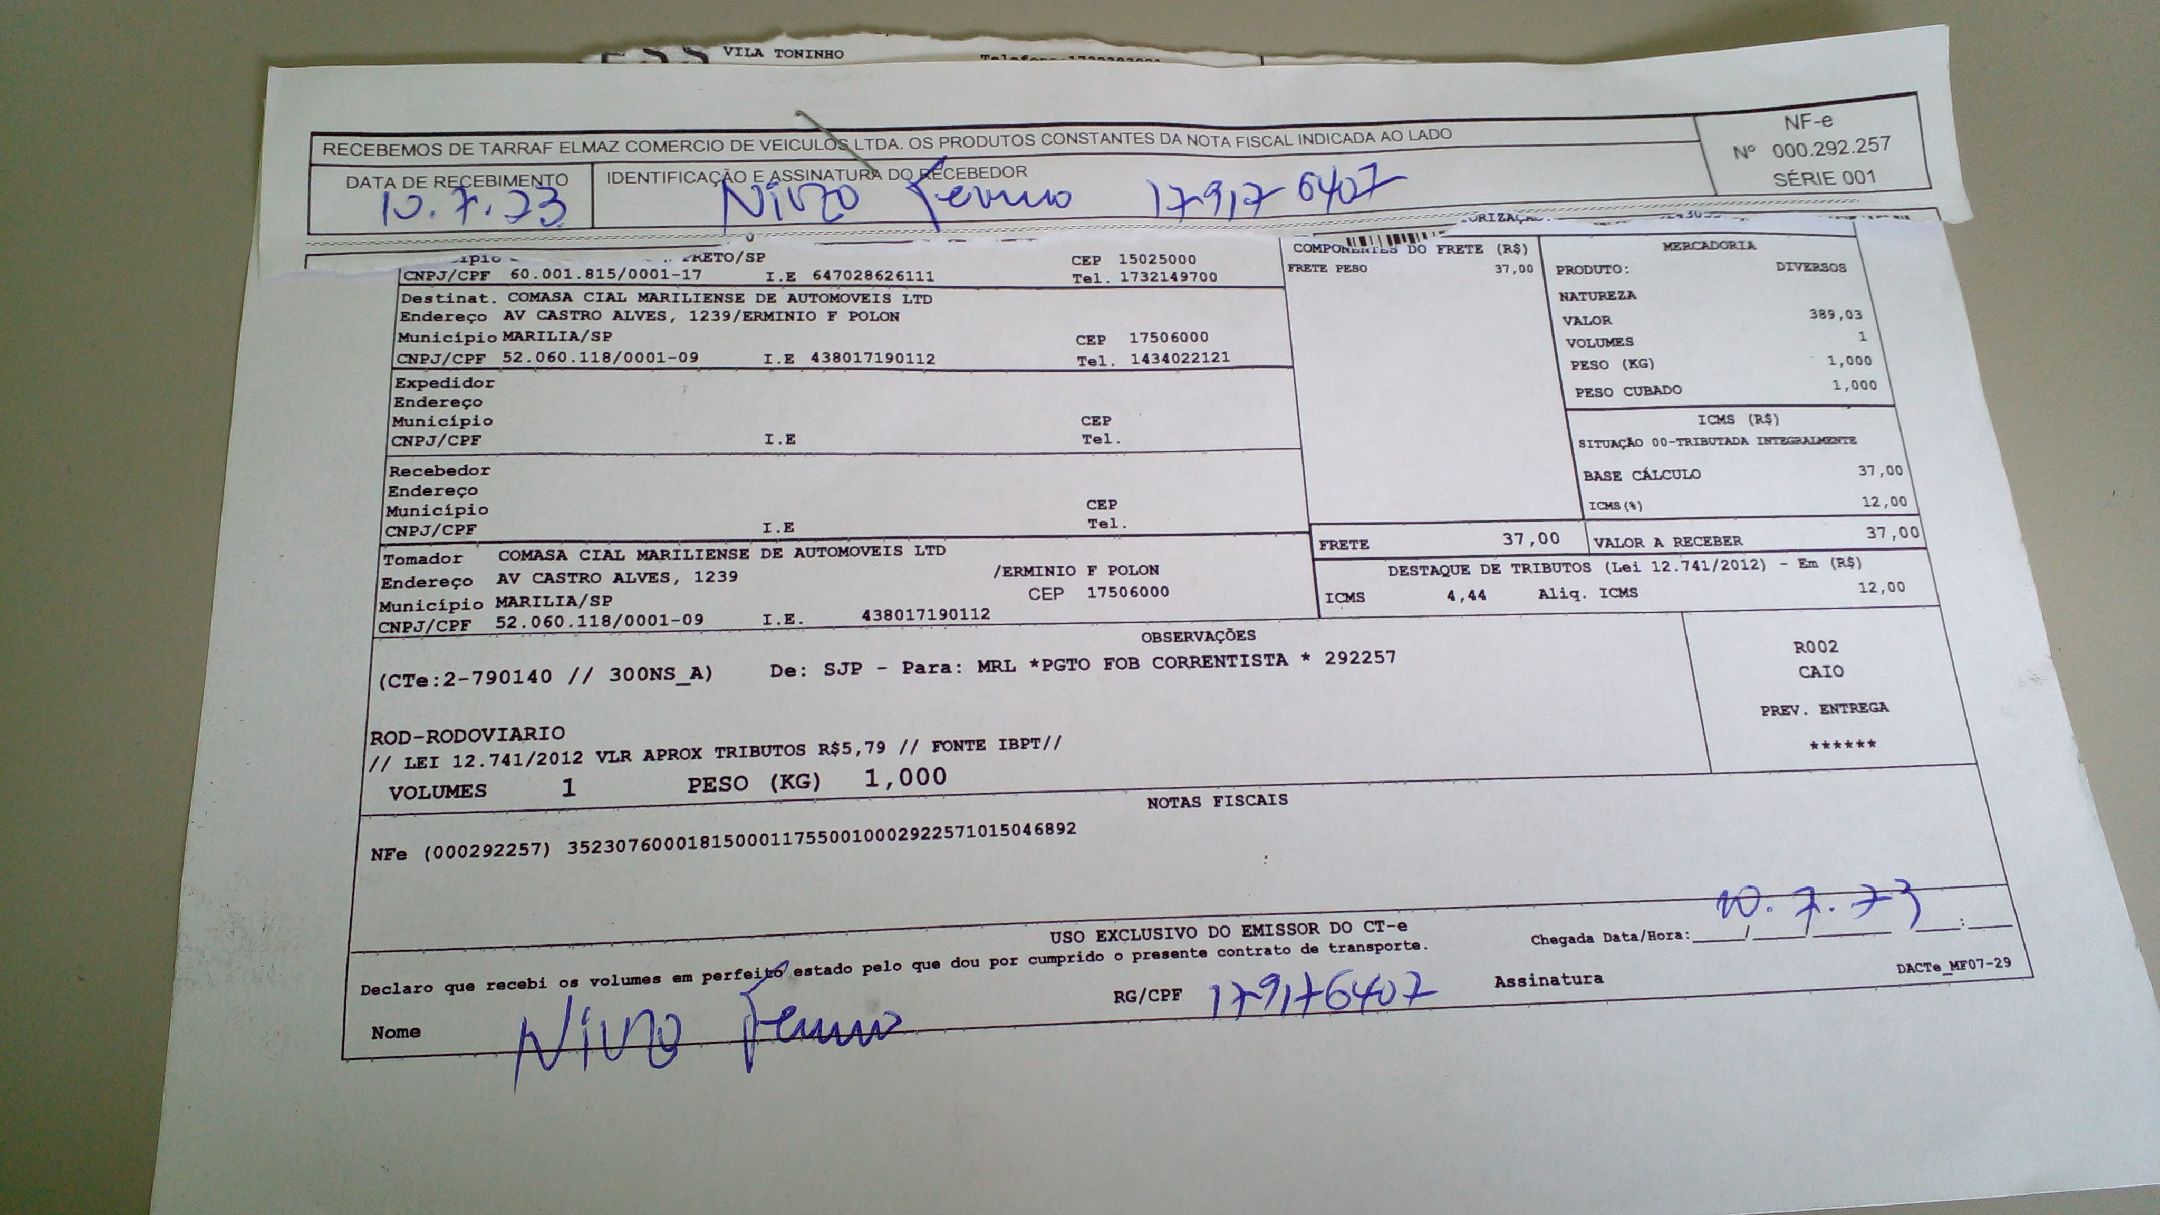 VILA TONINHO
RECEBEMOS DE TARRAF ELMAZ COMERCIO DE VEICULOS LTDA. OS PRODUTOS CONSTANTES DA NOTA FISCAL INDICADA AO LADO
NF-e
Nº 000.292.257
SÉRIE 001
DATA DE RECEBIMENTO
10.7.23
IDENTIFICAÇÃO E ASSINATURA DO RECEBEDOR
179176407
PRETO/SP CEP 15025000
CNPJ/CPF 60.001.815/0001-17 I.E 647028626111 Tel. 1732149700
Destinat. COMASA CIAL MARILIENSE DE AUTOMOVEIS LTD
Endereço AV CASTRO ALVES, 1239/ERMINIO F POLON
Município MARILIA/SP CEP 17506000
CNPJ/CPF 52.060.118/0001-09 I.E 438017190112 Tel. 1434022121
Expedidor
Endereço
Município CEP
CNPJ/CPF I.E Tel.
Recebedor
Endereço
Município CEP
CNPJ/CPF I.E Tel.
Tomador COMASA CIAL MARILIENSE DE AUTOMOVEIS LTD
Endereço AV CASTRO ALVES, 1239 /ERMINIO F POLON
Município MARILIA/SP CEP 17506000
CNPJ/CPF 52.060.118/0001-09 I.E. 438017190112
COMPONENTES DO FRETE (R$)
FRETE PESO 37,00
MERCADORIA
PRODUTO: DIVERSOS
NATUREZA
VALOR 389,03
VOLUMES 1
PESO (KG) 1,000
PESO CUBADO 1,000
ICMS (R$)
SITUAÇÃO 00-TRIBUTADA INTEGRALMENTE
BASE CÁLCULO 37,00
ICMS(%) 12,00
FRETE 37,00 VALOR A RECEBER 37,00
DESTAQUE DE TRIBUTOS (Lei 12.741/2012) - Em (R$)
ICMS 4,44 Aliq. ICMS 12,00
OBSERVAÇÕES
(CTe:2-790140 // 300NS_A) De: SJP - Para: MRL *PGTO FOB CORRENTISTA * 292257
ROD-RODOVIARIO
// LEI 12.741/2012 VLR APROX TRIBUTOS R$5,79 // FONTE IBPT//
VOLUMES 1 PESO (KG) 1,000
R002
CAIO
PREV. ENTREGA
******
NOTAS FISCAIS
NFe (000292257) 35230760001815000117550010002922571015046892
USO EXCLUSIVO DO EMISSOR DO CT-e
Declaro que recebi os volumes em perfeito estado pelo que dou por cumprido o presente contrato de transporte.
Chegada Data/Hora: 10.7.23
Nome RG/CPF 179176407 Assinatura
DACTe_MF07-29